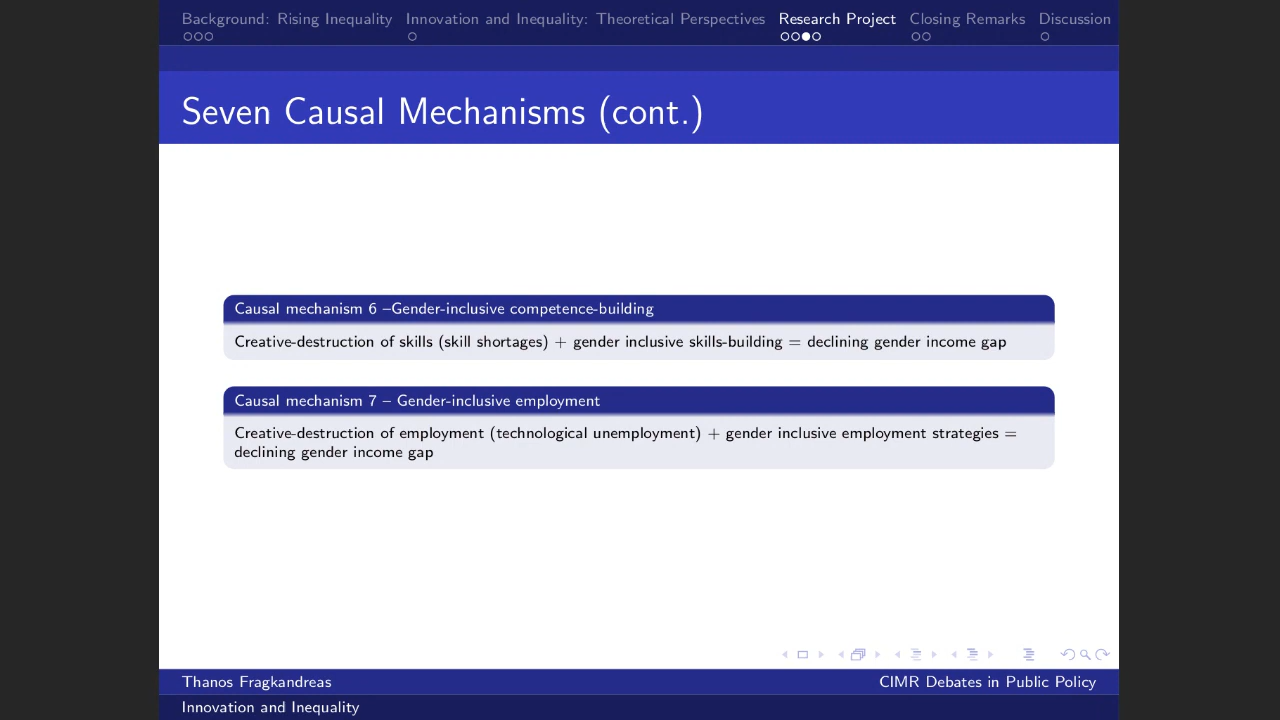 Background: Rising Inequality Innovation and Inequality: Theoretical Perspectives Research Project Closing Remarks Discussion
Seven Causal Mechanisms (cont.)
Causal mechanism 6 –Gender-inclusive competence-building
Creative-destruction of skills (skill shortages) + gender inclusive skills-building = declining gender income gap
Causal mechanism 7 – Gender-inclusive employment
Creative-destruction of employment (technological unemployment) + gender inclusive employment strategies =
declining gender income gap
Thanos Fragkandreas CIMR Debates in Public Policy
Innovation and Inequality